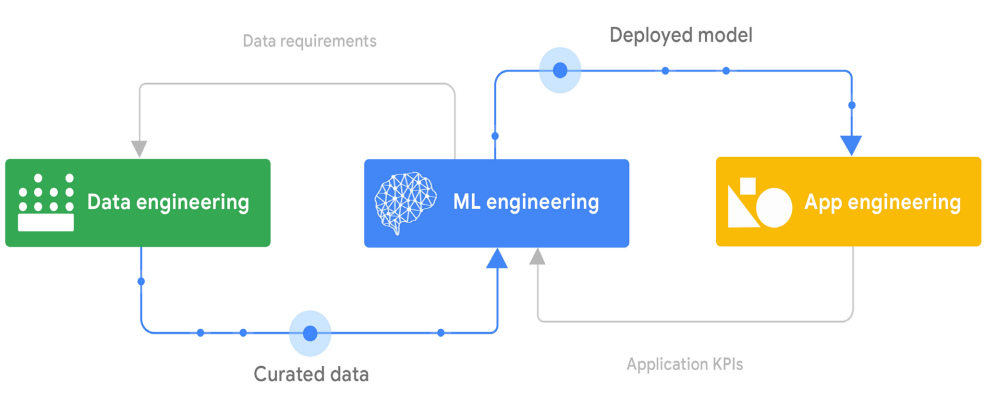 Data requirements
Deployed model
Data engineering
ML engineering
App engineering
Curated data
Application KPIs